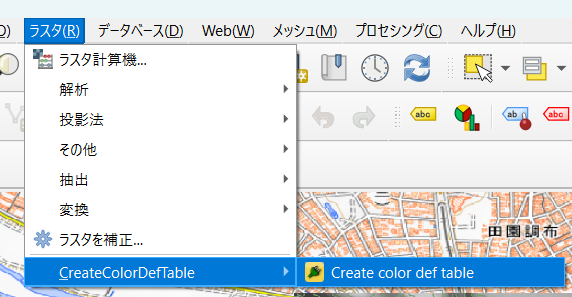 ラスタ(R) データベース(D) Web(W) メッシュ(M) プロセシング(C) ヘルプ(H)
ラスタ計算機...
解析
投影法
その他
抽出
変換
ラスタを補正...
CreateColorDefTable
Create color def table
abc
ab
abc
田園調布